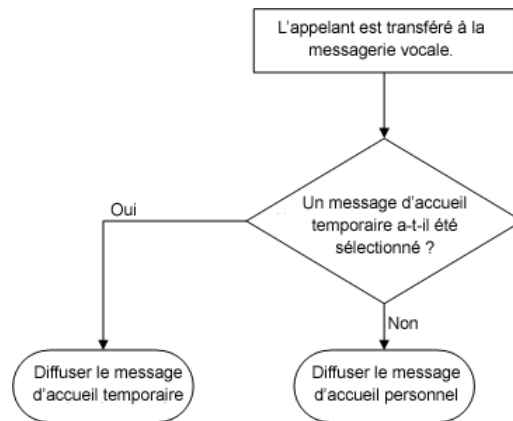 L'appelant est transféré à la
messagerie vocale.
Un message d'accueil
temporaire a-t-il été
sélectionné ?
Oui
Non
Diffuser le message
d'accueil temporaire
Diffuser le message
d'accueil personnel